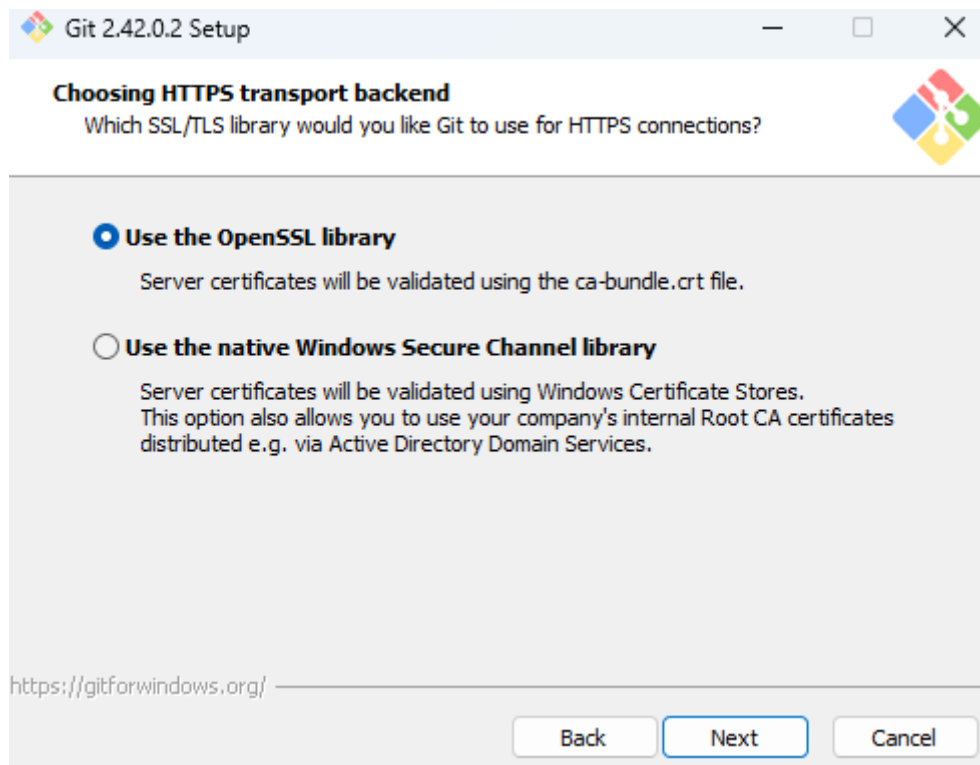 Git 2.42.0.2 Setup
Choosing HTTPS transport backend
Which SSL/TLS library would you like Git to use for HTTPS connections?
Use the OpenSSL library
Server certificates will be validated using the ca-bundle.crt file.
Use the native Windows Secure Channel library
Server certificates will be validated using Windows Certificate Stores.
This option also allows you to use your company's internal Root CA certificates
distributed e.g. via Active Directory Domain Services.
https://gitforwindows.org/
Back Next Cancel